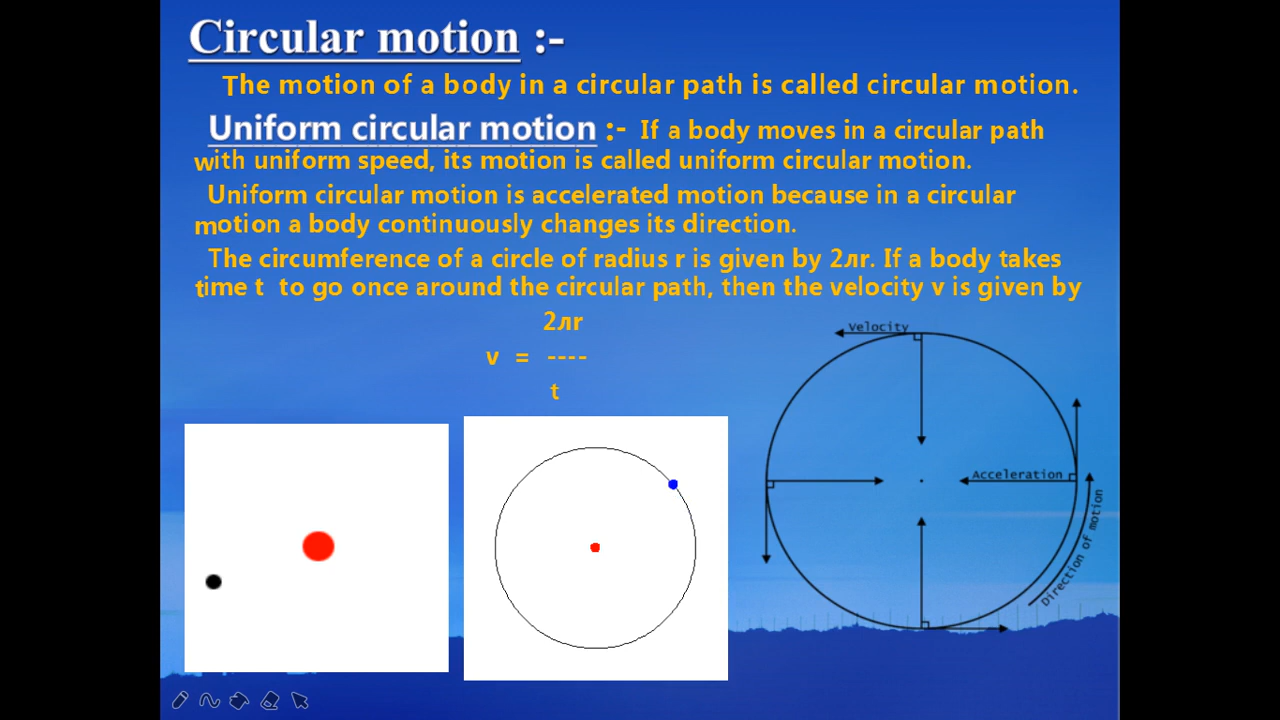 Circular motion :-
The motion of a body in a circular path is called circular motion.
Uniform circular motion :- If a body moves in a circular path
with uniform speed, its motion is called uniform circular motion.
Uniform circular motion is accelerated motion because in a circular
motion a body continuously changes its direction.
The circumference of a circle of radius r is given by 2лr. If a body takes
time t to go once around the circular path, then the velocity v is given by
2лr
v = ----
t
Velocity
Acceleration
Direction of motion